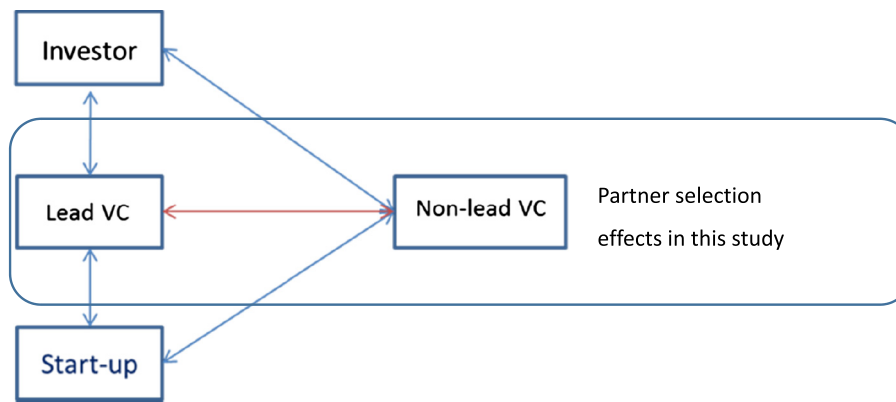 Investor
Lead VC
Non-lead VC
Partner selection
effects in this study
Start-up